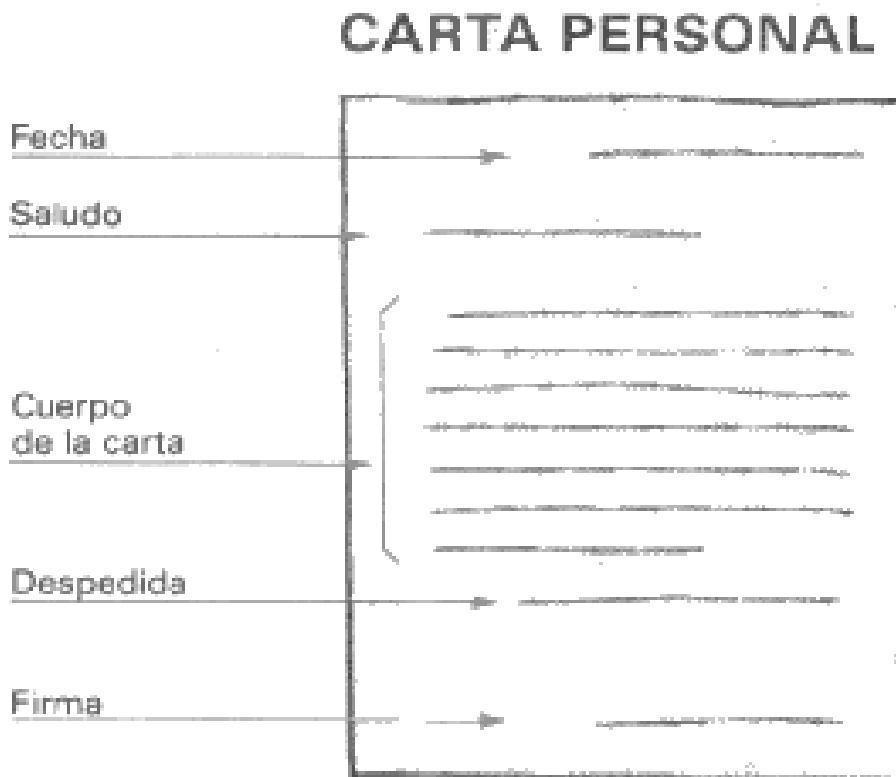 CARTA PERSONAL
Fecha
Saludo
Cuerpo
de la carta
Despedida
Firma